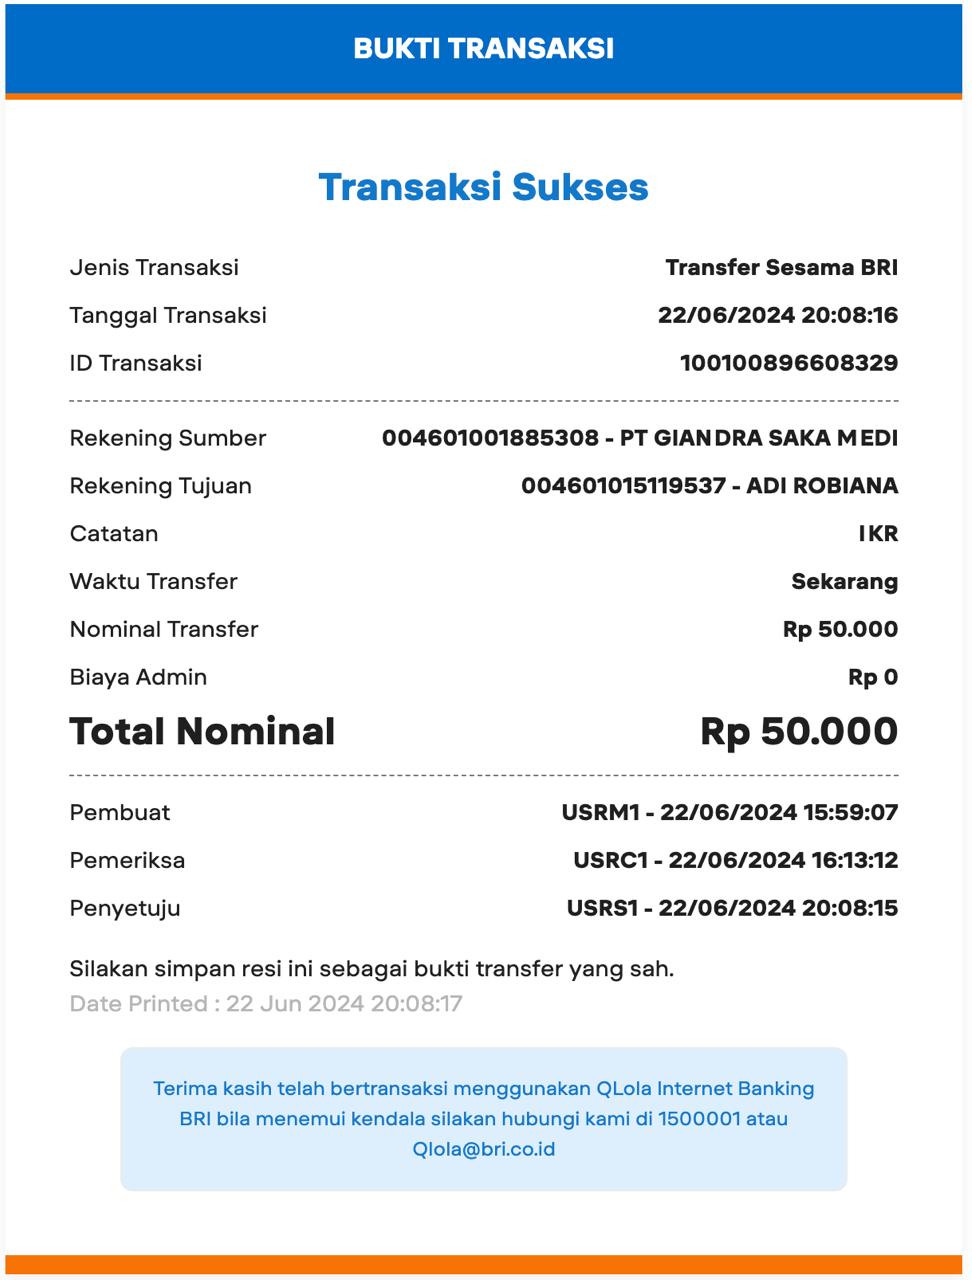 BUKTI TRANSAKSI
Transaksi Sukses
Jenis Transaksi Transfer Sesama BRI
Tanggal Transaksi 22/06/2024 20:08:16
ID Transaksi 100100896608329
Rekening Sumber 004601001885308 - PT GIANDRA SAKA MEDI
Rekening Tujuan 004601015119537 - ADI ROBIANA
Catatan IKR
Waktu Transfer Sekarang
Nominal Transfer Rp 50.000
Biaya Admin Rp 0
Total Nominal Rp 50.000
Pembuat USRM1 - 22/06/2024 15:59:07
Pemeriksa USRC1 - 22/06/2024 16:13:12
Penyetuju USRS1 - 22/06/2024 20:08:15
Silakan simpan resi ini sebagai bukti transfer yang sah.
Date Printed : 22 Jun 2024 20:08:17
Terima kasih telah bertransaksi menggunakan QLola Internet Banking
BRI bila menemui kendala silakan hubungi kami di 1500001 atau
Qlola@bri.co.id